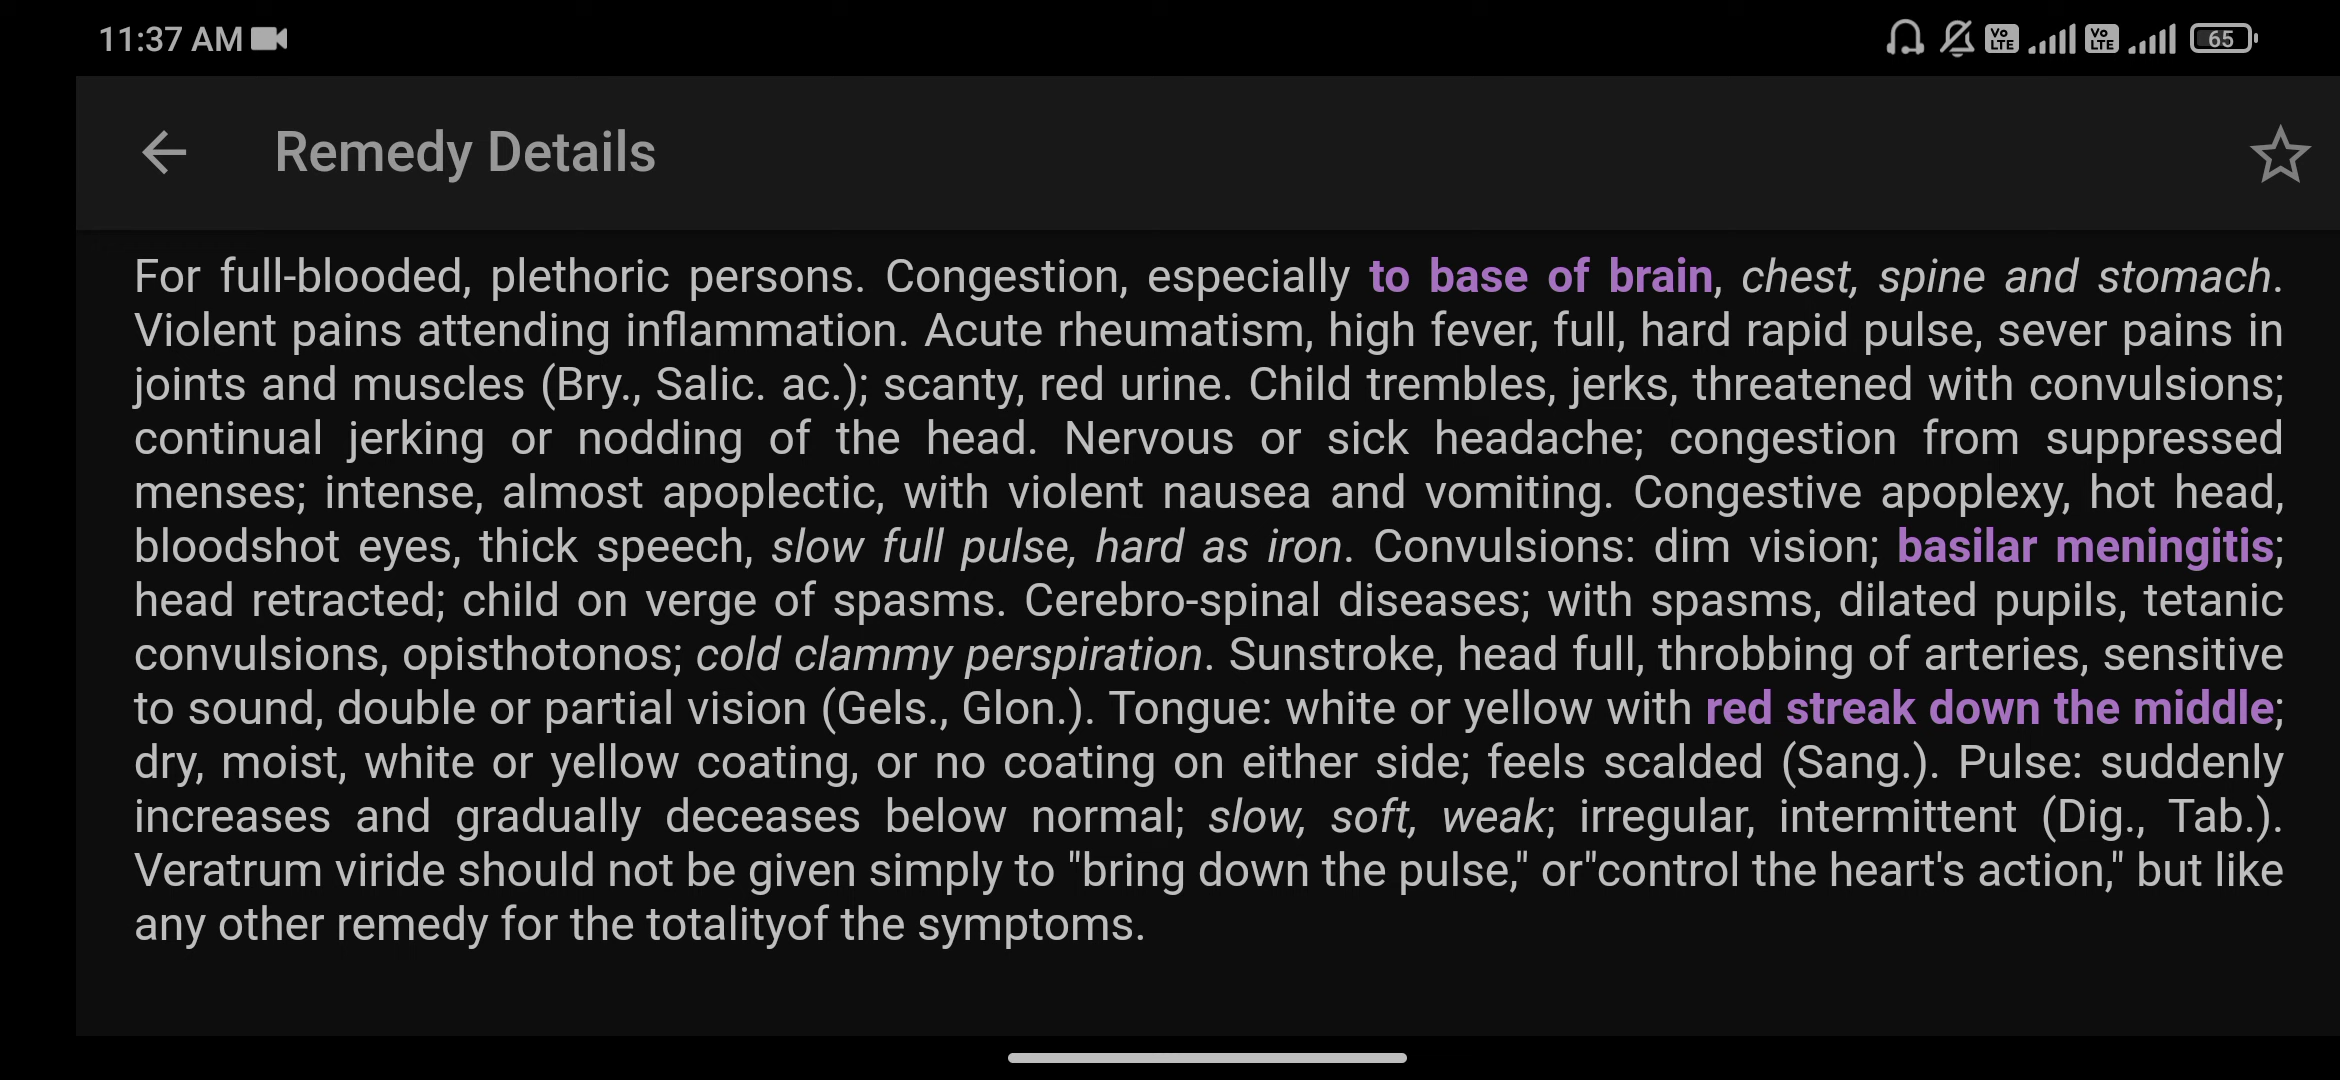 11:37 AM
Vo LTE Vo LTE 65
Remedy Details
For full-blooded, plethoric persons. Congestion, especially to base of brain, chest, spine and stomach.
Violent pains attending inflammation. Acute rheumatism, high fever, full, hard rapid pulse, sever pains in
joints and muscles (Bry., Salic. ac.); scanty, red urine. Child trembles, jerks, threatened with convulsions;
continual jerking or nodding of the head. Nervous or sick headache; congestion from suppressed
menses; intense, almost apoplectic, with violent nausea and vomiting. Congestive apoplexy, hot head,
bloodshot eyes, thick speech, slow full pulse, hard as iron. Convulsions: dim vision; basilar meningitis;
head retracted; child on verge of spasms. Cerebro-spinal diseases; with spasms, dilated pupils, tetanic
convulsions, opisthotonos; cold clammy perspiration. Sunstroke, head full, throbbing of arteries, sensitive
to sound, double or partial vision (Gels., Glon.). Tongue: white or yellow with red streak down the middle;
dry, moist, white or yellow coating, or no coating on either side; feels scalded (Sang.). Pulse: suddenly
increases and gradually deceases below normal; slow, soft, weak; irregular, intermittent (Dig., Tab.).
Veratrum viride should not be given simply to "bring down the pulse," or"control the heart's action," but like
any other remedy for the totalityof the symptoms.